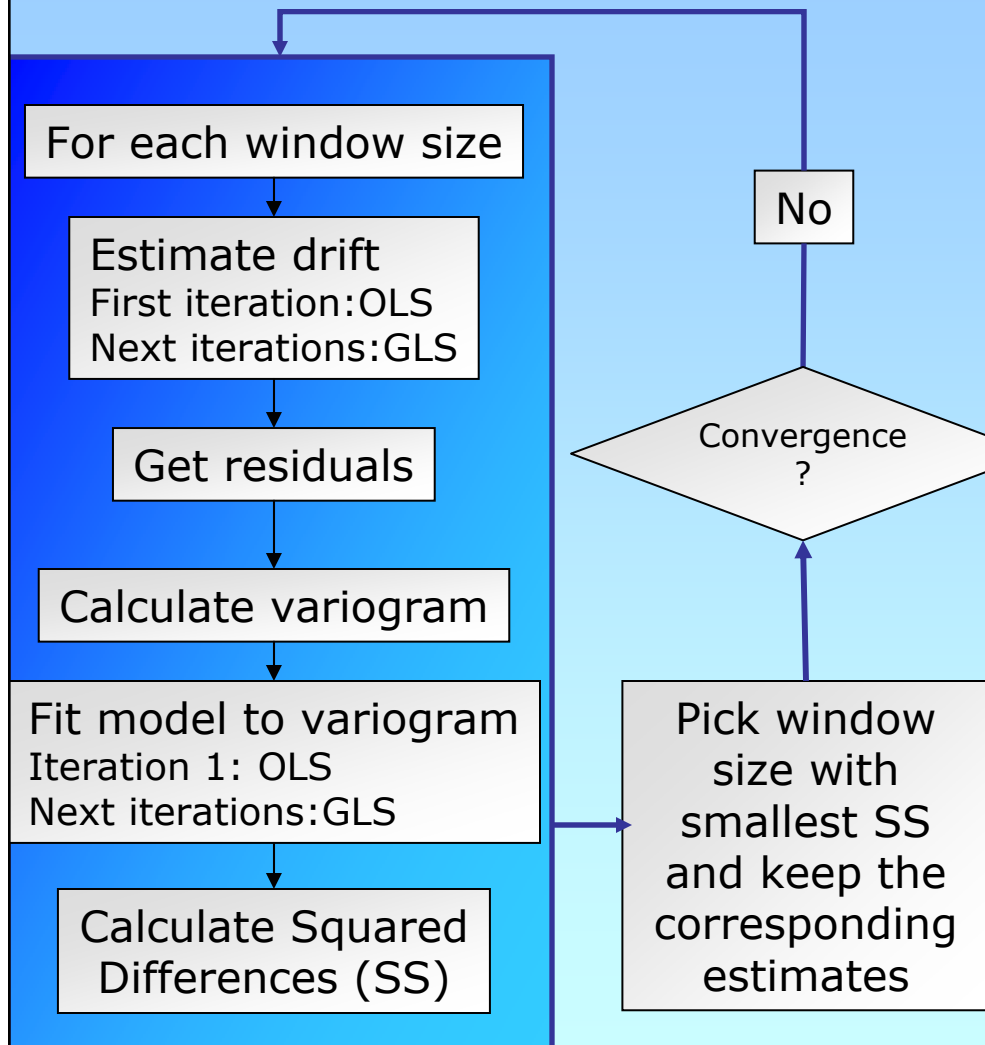 For each window size
Estimate drift
First iteration:OLS
Next iterations:GLS
Get residuals
Calculate variogram
Fit model to variogram
Iteration 1: OLS
Next iterations:GLS
Calculate Squared
Differences (SS)
Pick window
size with
smallest SS
and keep the
corresponding
estimates
Convergence
?
No